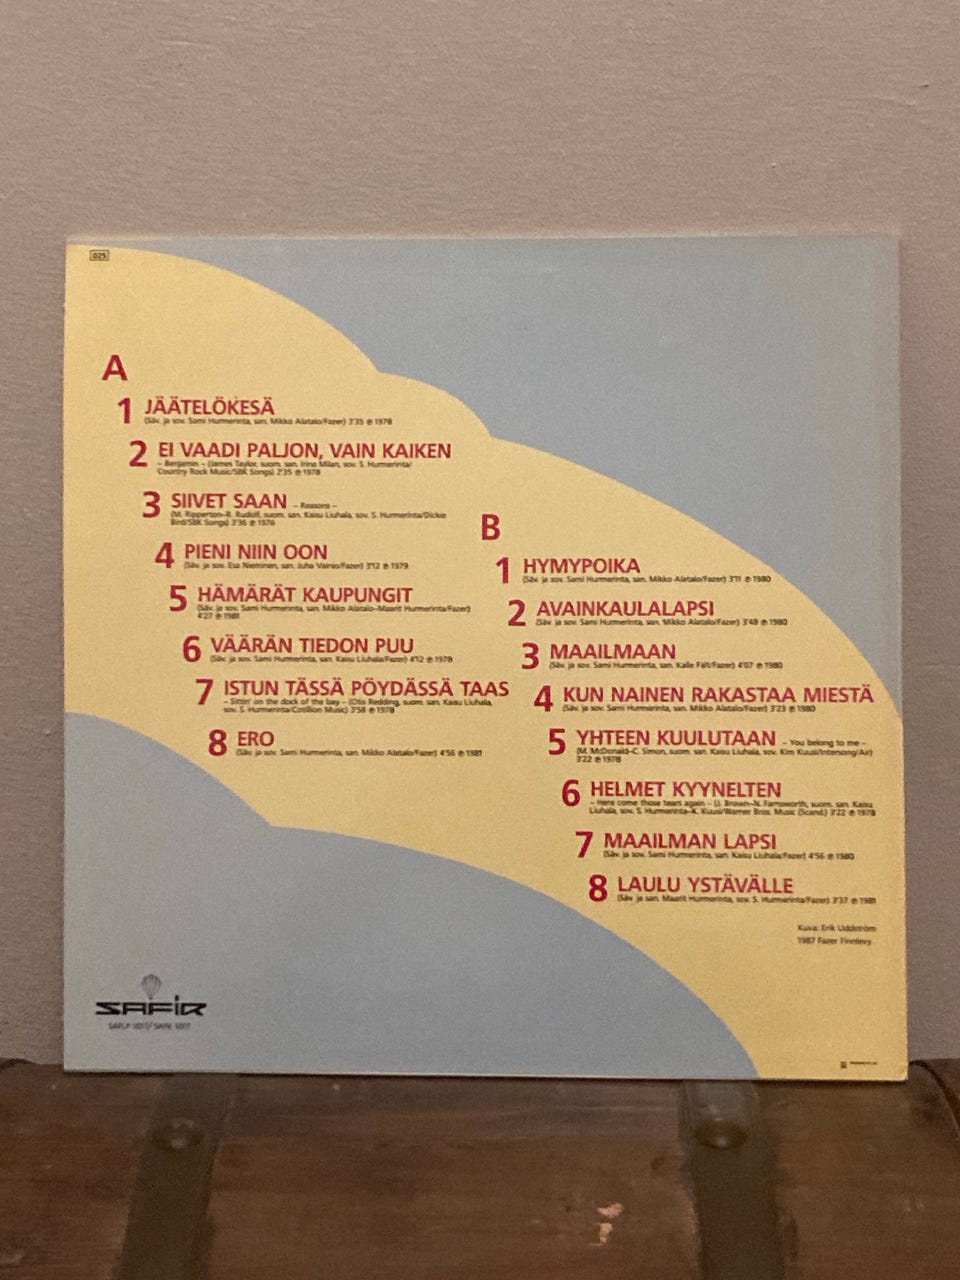 025
A
1 JÄÄTELÖKESÄ
(Säv. ja sov. Sami Hurmerinta, san. Mikko Alatalo/Fazer) 3'35 ℗ 1978
2 EI VAADI PALJON, VAIN KAIKEN
– Benjamin – (James Taylor, suom. san. Irina Milan, sov. S. Hurmerinta/
Country Rock Music/SBK Songs) 2'35 ℗ 1978
3 SIIVET SAAN – Reasons –
(M. Ripperton–R. Rudolf, suom. san. Kaisu Liuhala, sov. S. Hurmerinta/Dickie
Bird/SBK Songs) 3'36 ℗ 1976
4 PIENI NIIN OON
(Säv. ja sov. Esa Nieminen, san. Juha Vainio/Fazer) 3'12 ℗ 1979
5 HÄMÄRÄT KAUPUNGIT
(Säv. ja sov. Sami Hurmerinta, san. Mikko Alatalo–Maarit Hurmerinta/Fazer)
4'27 ℗ 1981
6 VÄÄRÄN TIEDON PUU
(Säv. ja sov. Sami Hurmerinta, san. Kaisu Liuhala/Fazer) 4'12 ℗ 1978
7 ISTUN TÄSSÄ PÖYDÄSSÄ TAAS
– Sittin' on the dock of the bay – (Otis Redding, suom. san. Kaisu Liuhala,
sov. S. Hurmerinta/Cotillion Music) 3'58 ℗ 1978
8 ERO
(Säv. ja sov. Sami Hurmerinta, san. Mikko Alatalo/Fazer) 4'56 ℗ 1981
B
1 HYMYPOIKA
(Säv. ja sov. Sami Hurmerinta, san. Mikko Alatalo/Fazer) 3'11 ℗ 1980
2 AVAINKAULALAPSI
(Säv. ja sov. Sami Hurmerinta, san. Mikko Alatalo/Fazer) 3'48 ℗ 1980
3 MAAILMAAN
(Säv. ja sov. Sami Hurmerinta, san. Kalle Fält/Fazer) 4'07 ℗ 1980
4 KUN NAINEN RAKASTAA MIESTÄ
(Säv. ja sov. Sami Hurmerinta, san. Mikko Alatalo/Fazer) 3'23 ℗ 1980
5 YHTEEN KUULUTAAN – You belong to me –
(M. McDonald–C. Simon, suom. san. Kaisu Liuhala, sov. Kim Kuusi/Intersong/Air)
3'22 ℗ 1978
6 HELMET KYYNELTEN
– Here come those tears again – (J. Brown–N. Farnsworth, suom. san. Kaisu
Liuhala, sov. S. Hurmerinta–K. Kuusi/Warner Bros. Music (Scand.) 3'22 ℗ 1978
7 MAAILMAN LAPSI
(Säv. ja sov. Sami Hurmerinta, san. Kaisu Liuhala/Fazer) 4'56 ℗ 1980
8 LAULU YSTÄVÄLLE
(Säv. ja san. Maarit Hurmerinta, sov. S. Hurmerinta/Fazer) 3'37 ℗ 1981
Kuva: Erik Uddström
1987 Fazer Finnlevy
SAFIR